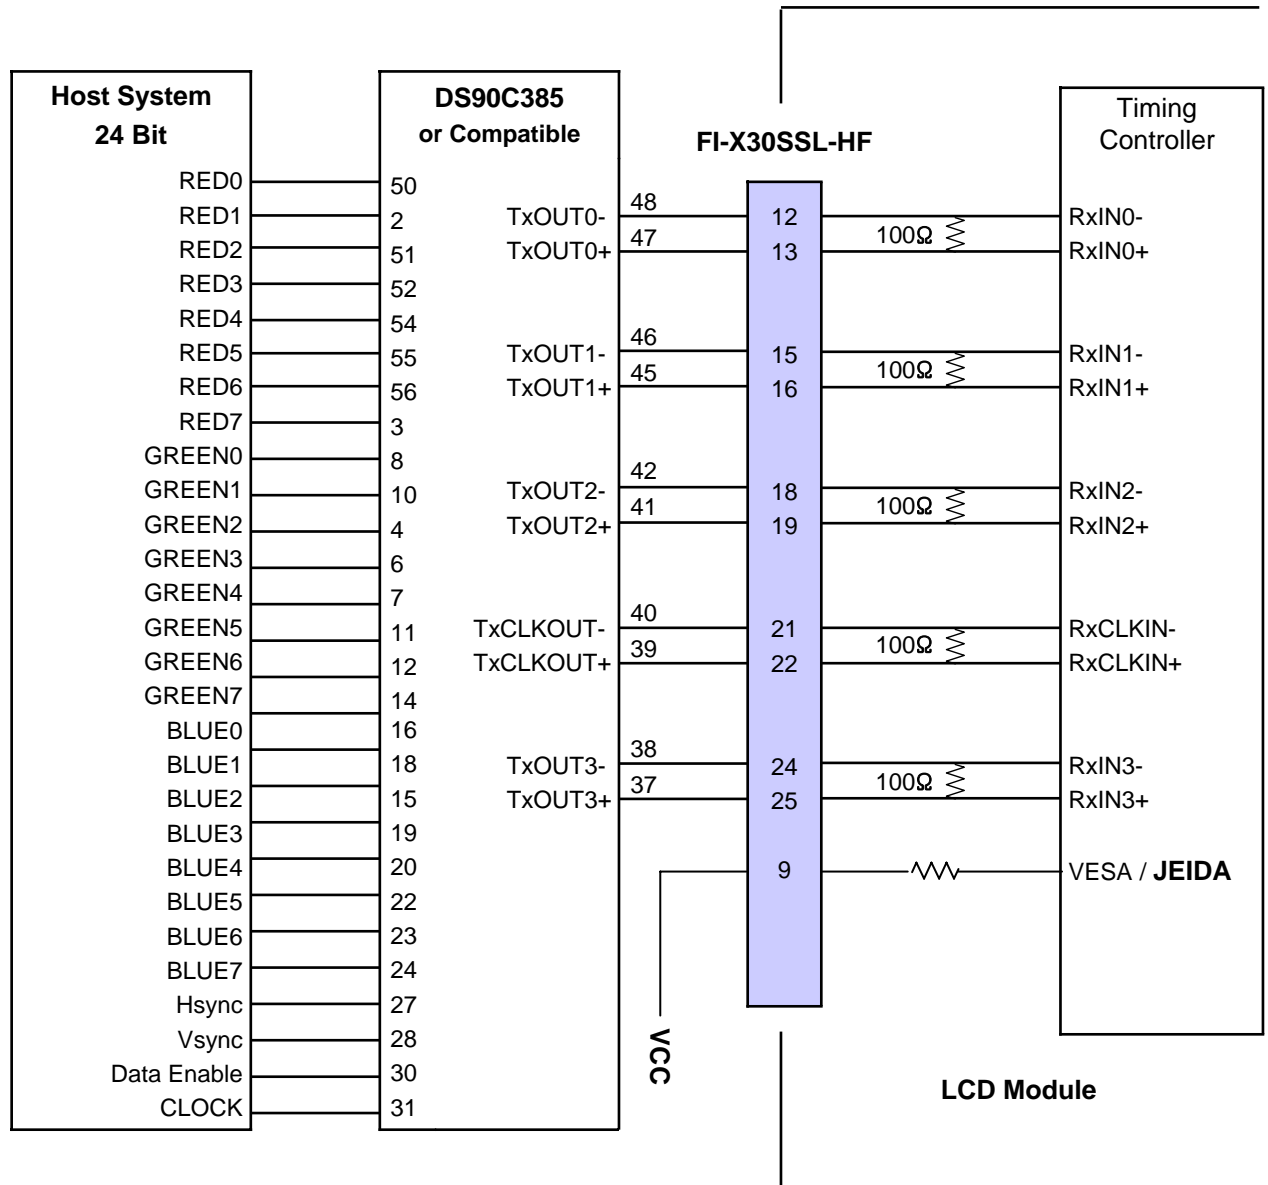 Host System
24 Bit
RED0
RED1
RED2
RED3
RED4
RED5
RED6
RED7
GREEN0
GREEN1
GREEN2
GREEN3
GREEN4
GREEN5
GREEN6
GREEN7
BLUE0
BLUE1
BLUE2
BLUE3
BLUE4
BLUE5
BLUE6
BLUE7
Hsync
Vsync
Data Enable
CLOCK
DS90C385
or Compatible
50
2
51
52
54
55
56
3
8
10
4
6
7
11
12
14
16
18
15
19
20
22
23
24
27
28
30
31
TxOUT0-
TxOUT0+
TxOUT1-
TxOUT1+
TxOUT2-
TxOUT2+
TxCLKOUT-
TxCLKOUT+
TxOUT3-
TxOUT3+
48
47
46
45
42
41
40
39
38
37
VCC
FI-X30SSL-HF
12
13
15
16
18
19
21
22
24
25
9
100Ω
100Ω
100Ω
100Ω
100Ω
Timing
Controller
RxIN0-
RxIN0+
RxIN1-
RxIN1+
RxIN2-
RxIN2+
RxCLKIN-
RxCLKIN+
RxIN3-
RxIN3+
VESA / JEIDA
LCD Module